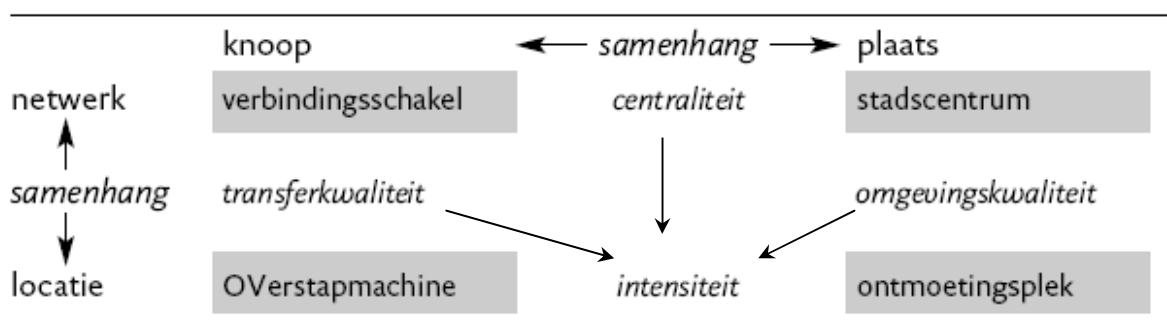 knoop samenhang plaats
netwerk verbindingsschakel centraliteit stadscentrum
samenhang transferkwaliteit omgevingskwaliteit
locatie OVerstapmachine intensiteit ontmoetingsplek